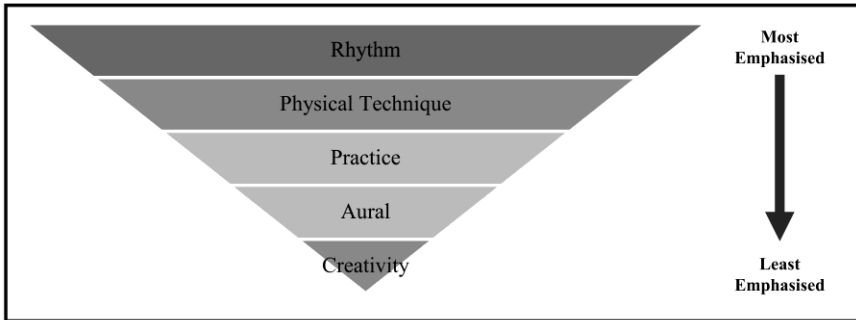 Rhythm
Physical Technique
Practice
Aural
Creativity
Most
Emphasised
Least
Emphasised